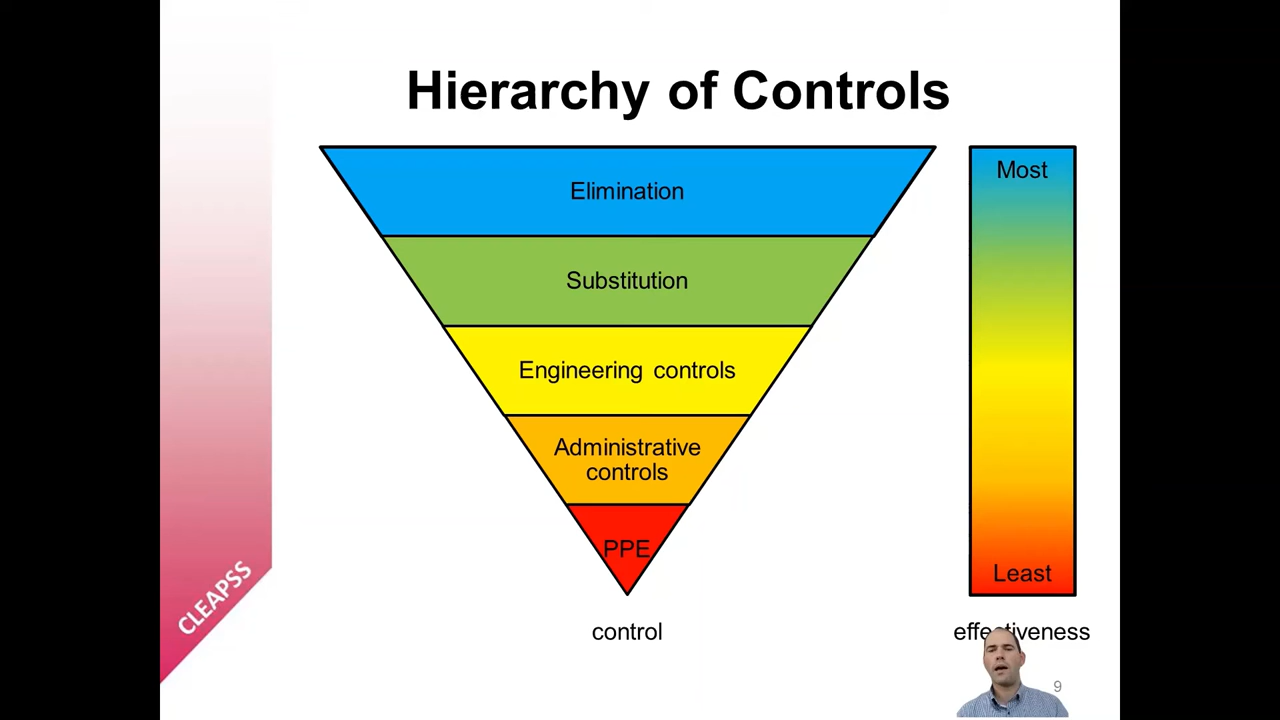 Hierarchy of Controls
Elimination
Substitution
Engineering controls
Administrative
controls
PPE
control
Most
Least
effectiveness
CLEAPSS
9